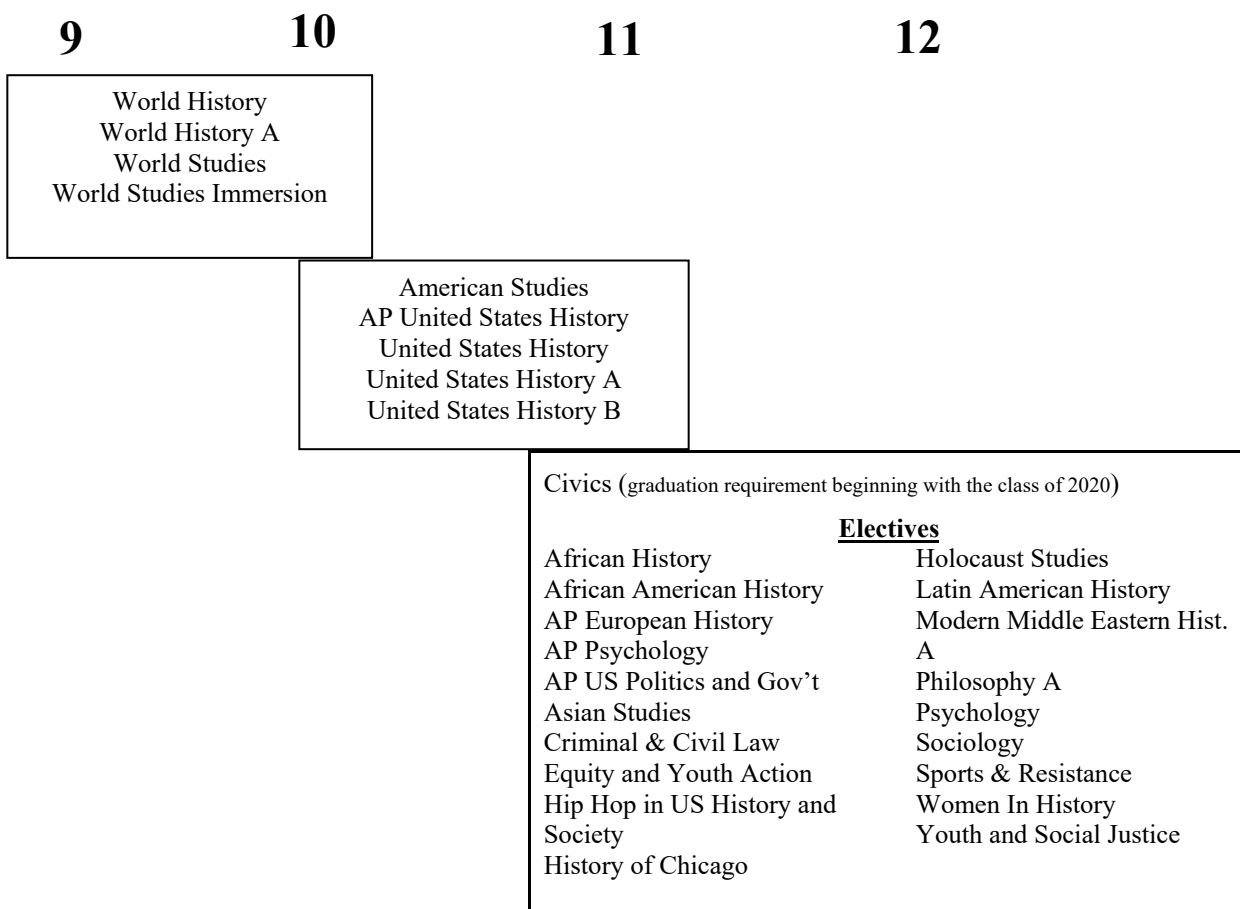 9 10 11 12
World History
World History A
World Studies
World Studies Immersion
American Studies
AP United States History
United States History
United States History A
United States History B
Civics (graduation requirement beginning with the class of 2020)
Electives
African History
African American History
AP European History
AP Psychology
AP US Politics and Gov’t
Asian Studies
Criminal & Civil Law
Equity and Youth Action
Hip Hop in US History and
Society
History of Chicago
Holocaust Studies
Latin American History
Modern Middle Eastern Hist.
A
Philosophy A
Psychology
Sociology
Sports & Resistance
Women In History
Youth and Social Justice